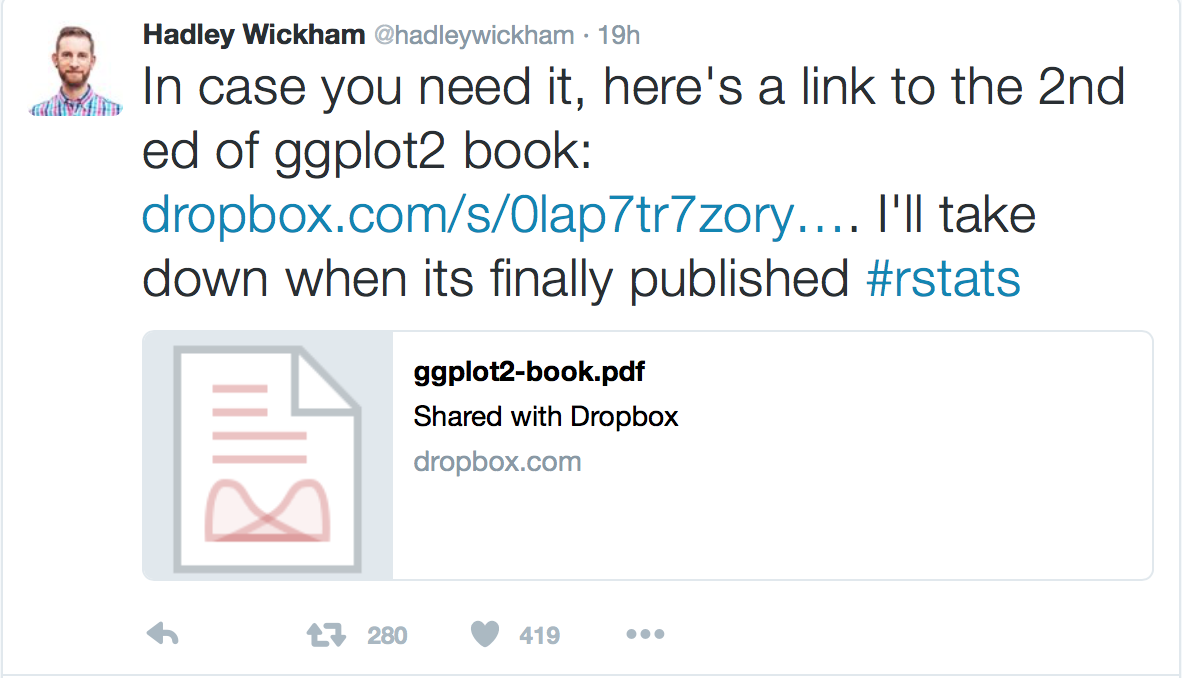 Hadley Wickham @hadleywickham · 19h
In case you need it, here's a link to the 2nd
ed of ggplot2 book:
dropbox.com/s/0lap7tr7zory…. I'll take
down when its finally published #rstats
ggplot2-book.pdf
Shared with Dropbox
dropbox.com
280 419